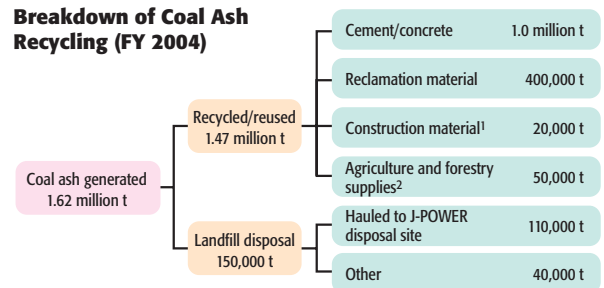 Breakdown of Coal Ash
Recycling (FY 2004)
Coal ash generated
1.62 million t
Recycled/reused
1.47 million t
Cement/concrete 1.0 million t
Reclamation material 400,000 t
Construction material¹ 20,000 t
Agriculture and forestry
supplies² 50,000 t
Landfill disposal
150,000 t
Hauled to J-POWER
disposal site 110,000 t
Other 40,000 t